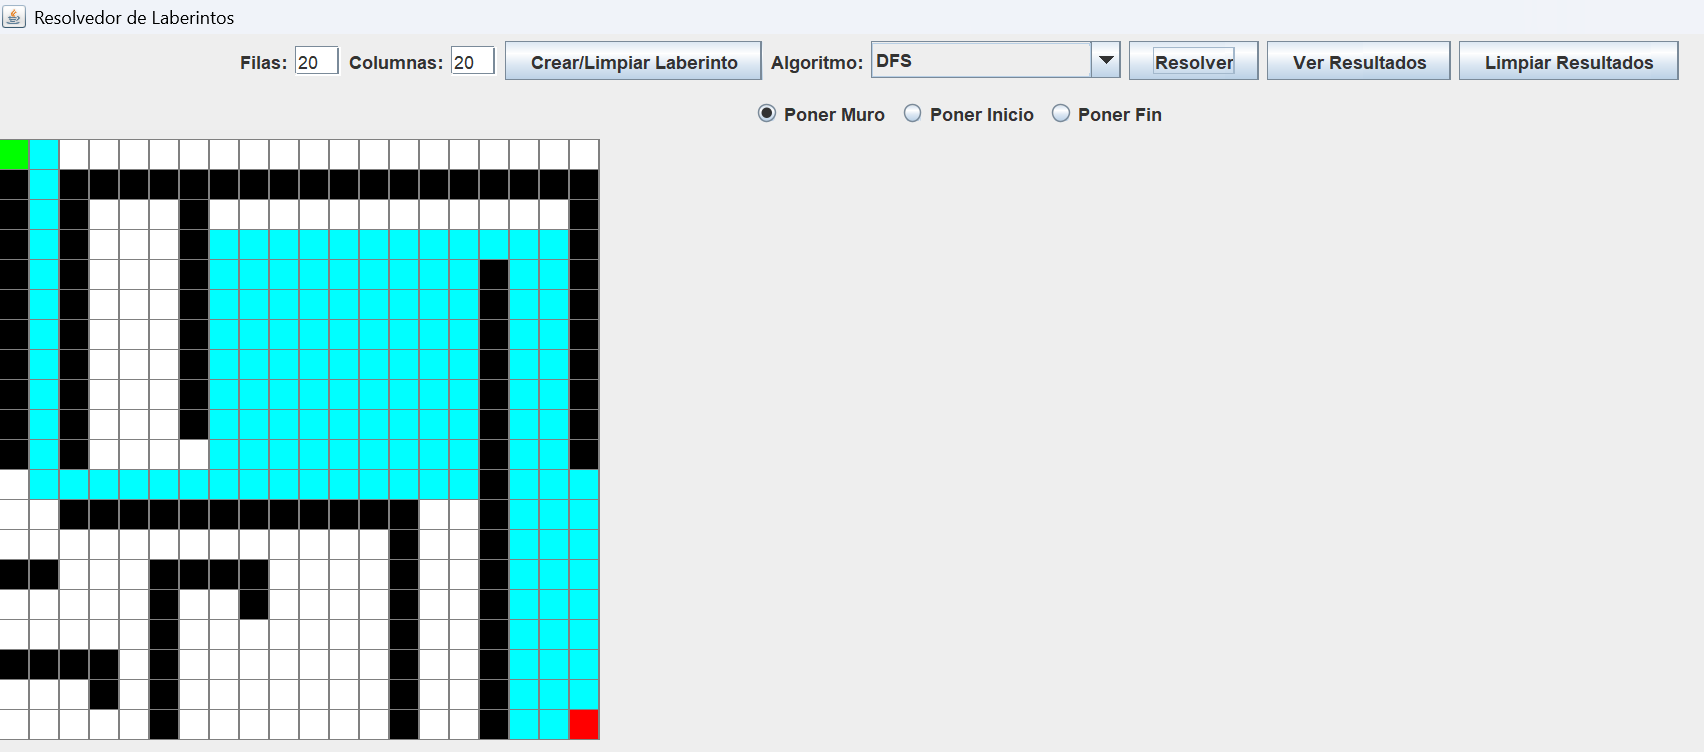 Resolvedor de Laberintos
Filas: 20 Columnas: 20 Crear/Limpiar Laberinto Algoritmo: DFS Resolver Ver Resultados Limpiar Resultados
Poner Muro Poner Inicio Poner Fin